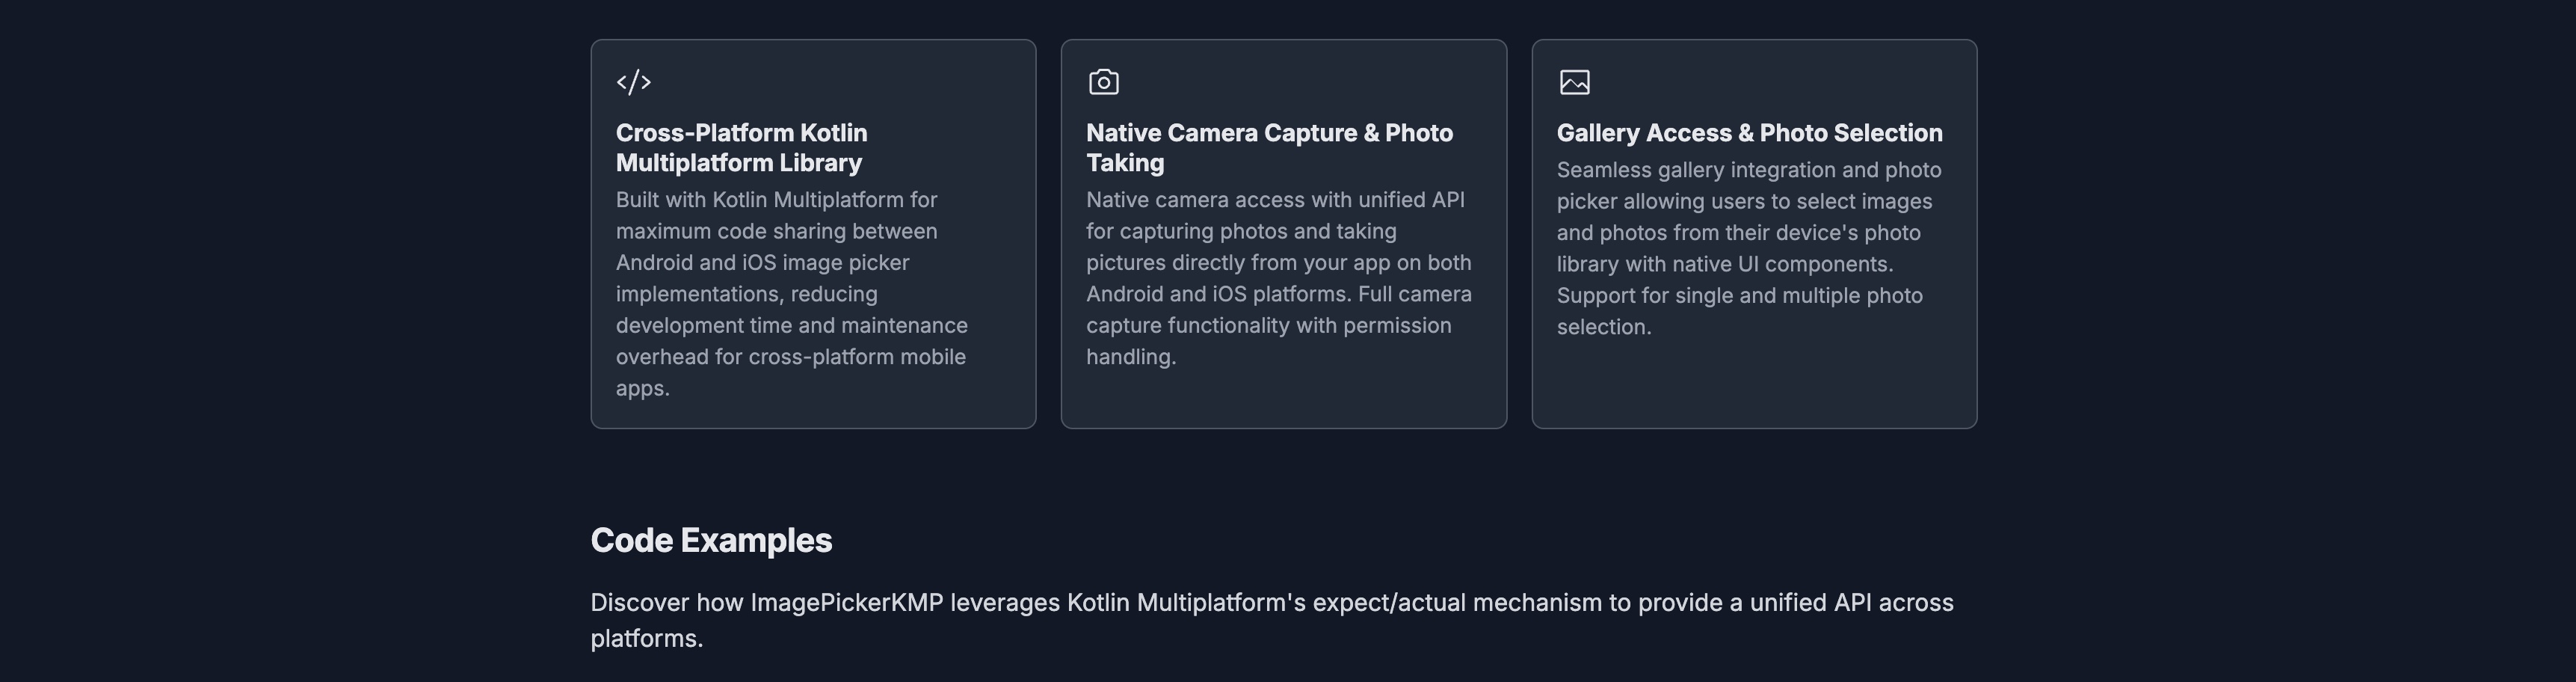 Cross-Platform Kotlin
Multiplatform Library
Built with Kotlin Multiplatform for
maximum code sharing between
Android and iOS image picker
implementations, reducing
development time and maintenance
overhead for cross-platform mobile
apps.
Native Camera Capture & Photo
Taking
Native camera access with unified API
for capturing photos and taking
pictures directly from your app on both
Android and iOS platforms. Full camera
capture functionality with permission
handling.
Gallery Access & Photo Selection
Seamless gallery integration and photo
picker allowing users to select images
and photos from their device's photo
library with native UI components.
Support for single and multiple photo
selection.
Code Examples
Discover how ImagePickerKMP leverages Kotlin Multiplatform's expect/actual mechanism to provide a unified API across
platforms.